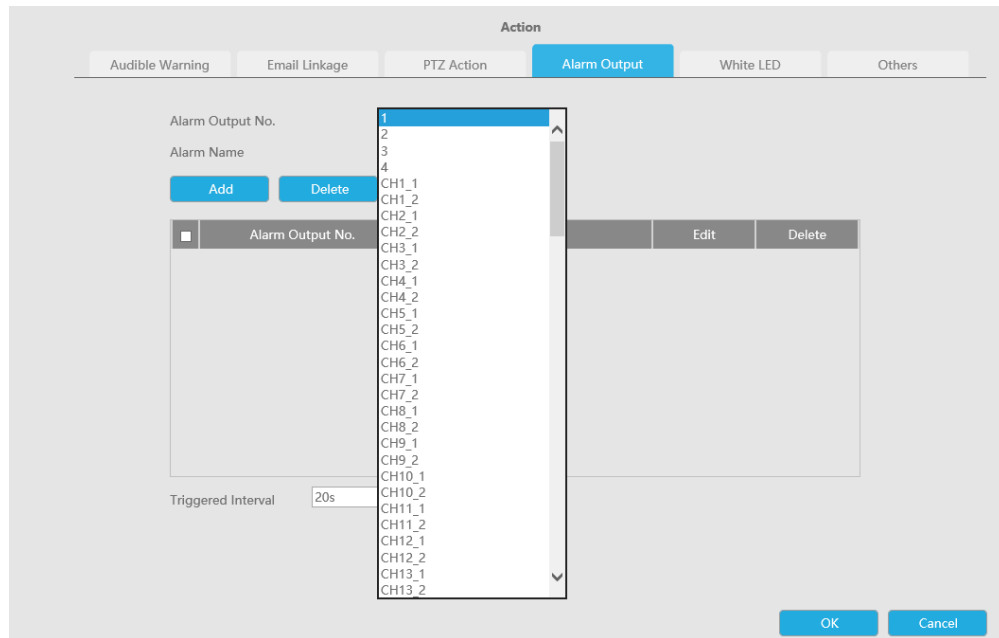 Action
Audible Warning Email Linkage PTZ Action Alarm Output White LED Others
Alarm Output No.
Alarm Name
Add Delete
Alarm Output No. Edit Delete
Triggered Interval 20s
1
2
3
4
CH1_1
CH1_2
CH2_1
CH2_2
CH3_1
CH3_2
CH4_1
CH4_2
CH5_1
CH5_2
CH6_1
CH6_2
CH7_1
CH7_2
CH8_1
CH8_2
CH9_1
CH9_2
CH10_1
CH10_2
CH11_1
CH11_2
CH12_1
CH12_2
CH13_1
CH13_2
OK Cancel